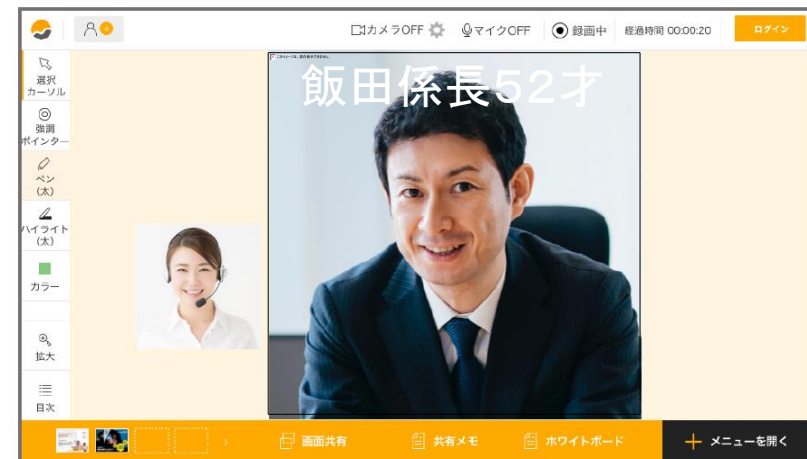 4
カメラOFF
マイクOFF
録画中
経過時間 00:00:20
ログイン
選択
カーソル
強調
ポインター
ペン
(太)
ハイライト
(太)
カラー
拡大
目次
飯田係長52才
画面共有
共有メモ
ホワイトボード
メニューを開く